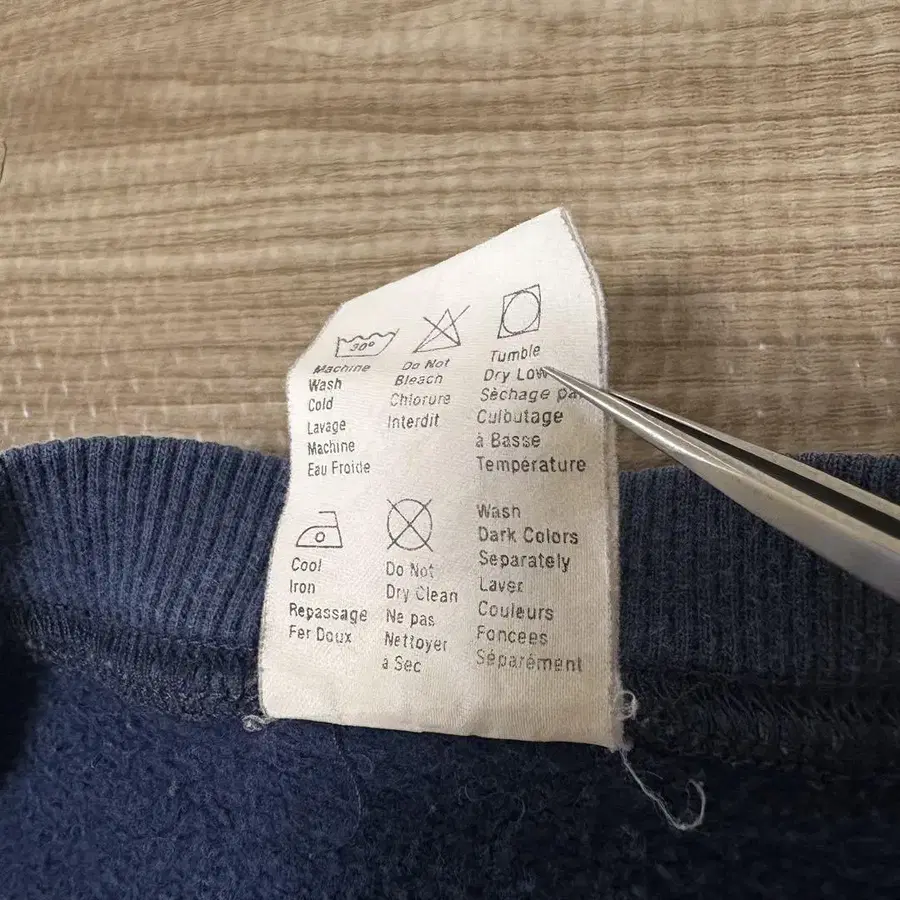 30°
Machine
Wash
Cold
Lavage
Machine
Eau Froide
Do Not
Bleach
Chlorure
Interdit
Tumble
Dry Low
Sèchage
Culbutage
à Basse
Température
Cool
Iron
Repassage
Fer Doux
Do Not
Dry Clean
Ne pas
Nettoyer
à Sec
Wash
Dark Colors
Separately
Laver
Couleurs
Foncees
Séparément